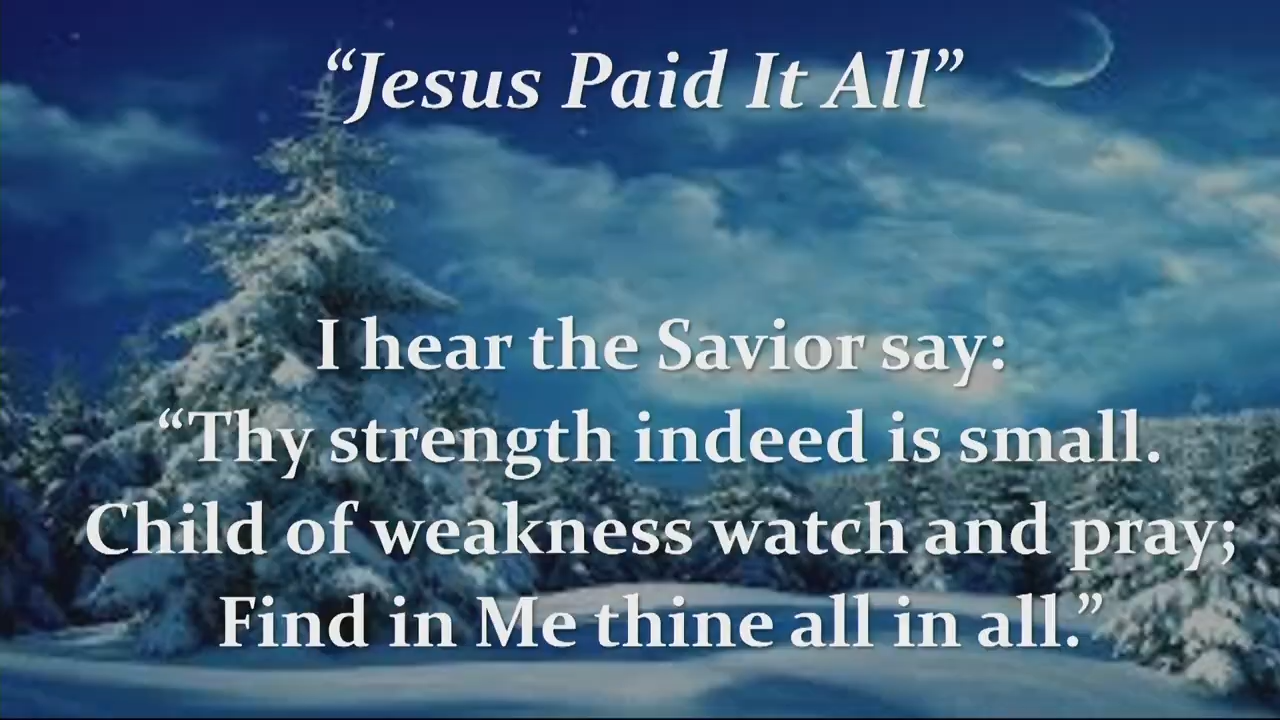 “Jesus Paid It All”
I hear the Savior say:
“Thy strength indeed is small.
Child of weakness watch and pray;
Find in Me thine all in all.”